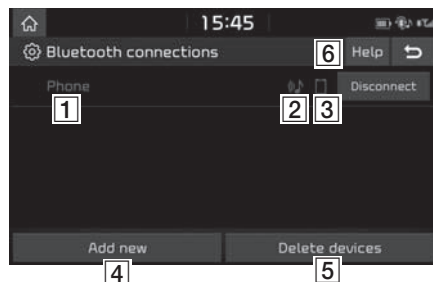 15:45
Bluetooth connections 6 Help
Phone Disconnect
1 2 3
Add new Delete devices
4 5